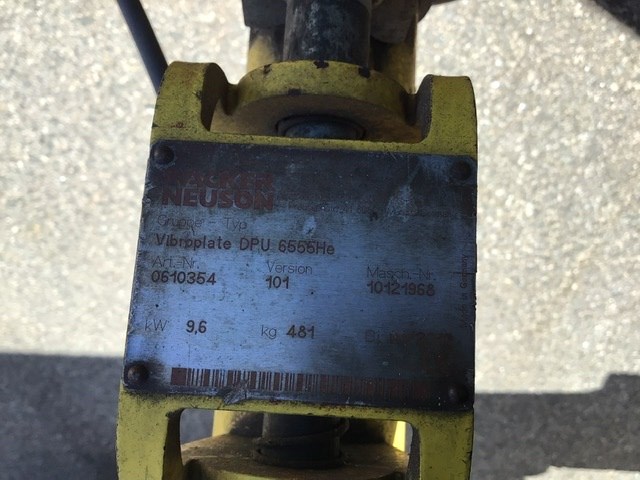 WACKER
NEUSON
Gruppe Typ
Vibroplate DPU 6555He
Art.-Nr. Version Masch.-Nr.
0610354 101 10121968
kW 9,6 kg 481